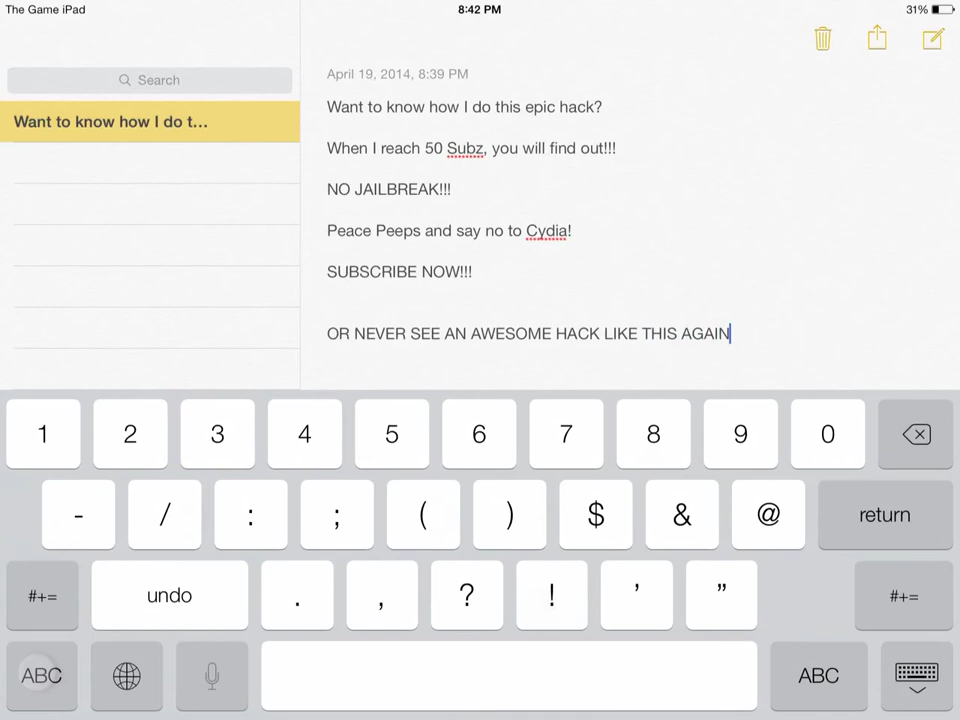 The Game iPad
8:42 PM
31%
Search
Want to know how I do t...
April 19, 2014, 8:39 PM
Want to know how I do this epic hack?
When I reach 50 Subz, you will find out!!!
NO JAILBREAK!!!
Peace Peeps and say no to Cydia!
SUBSCRIBE NOW!!!
OR NEVER SEE AN AWESOME HACK LIKE THIS AGAIN
1 2 3 4 5 6 7 8 9 0
- / : ; ( ) $ & @ return
#+= undo . , ? ! ’ ” #+=
ABC ABC